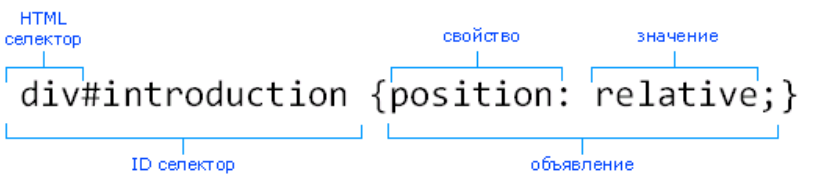 HTML
селектор
свойство
значение
div#introduction {position: relative;}
ID селектор
объявление